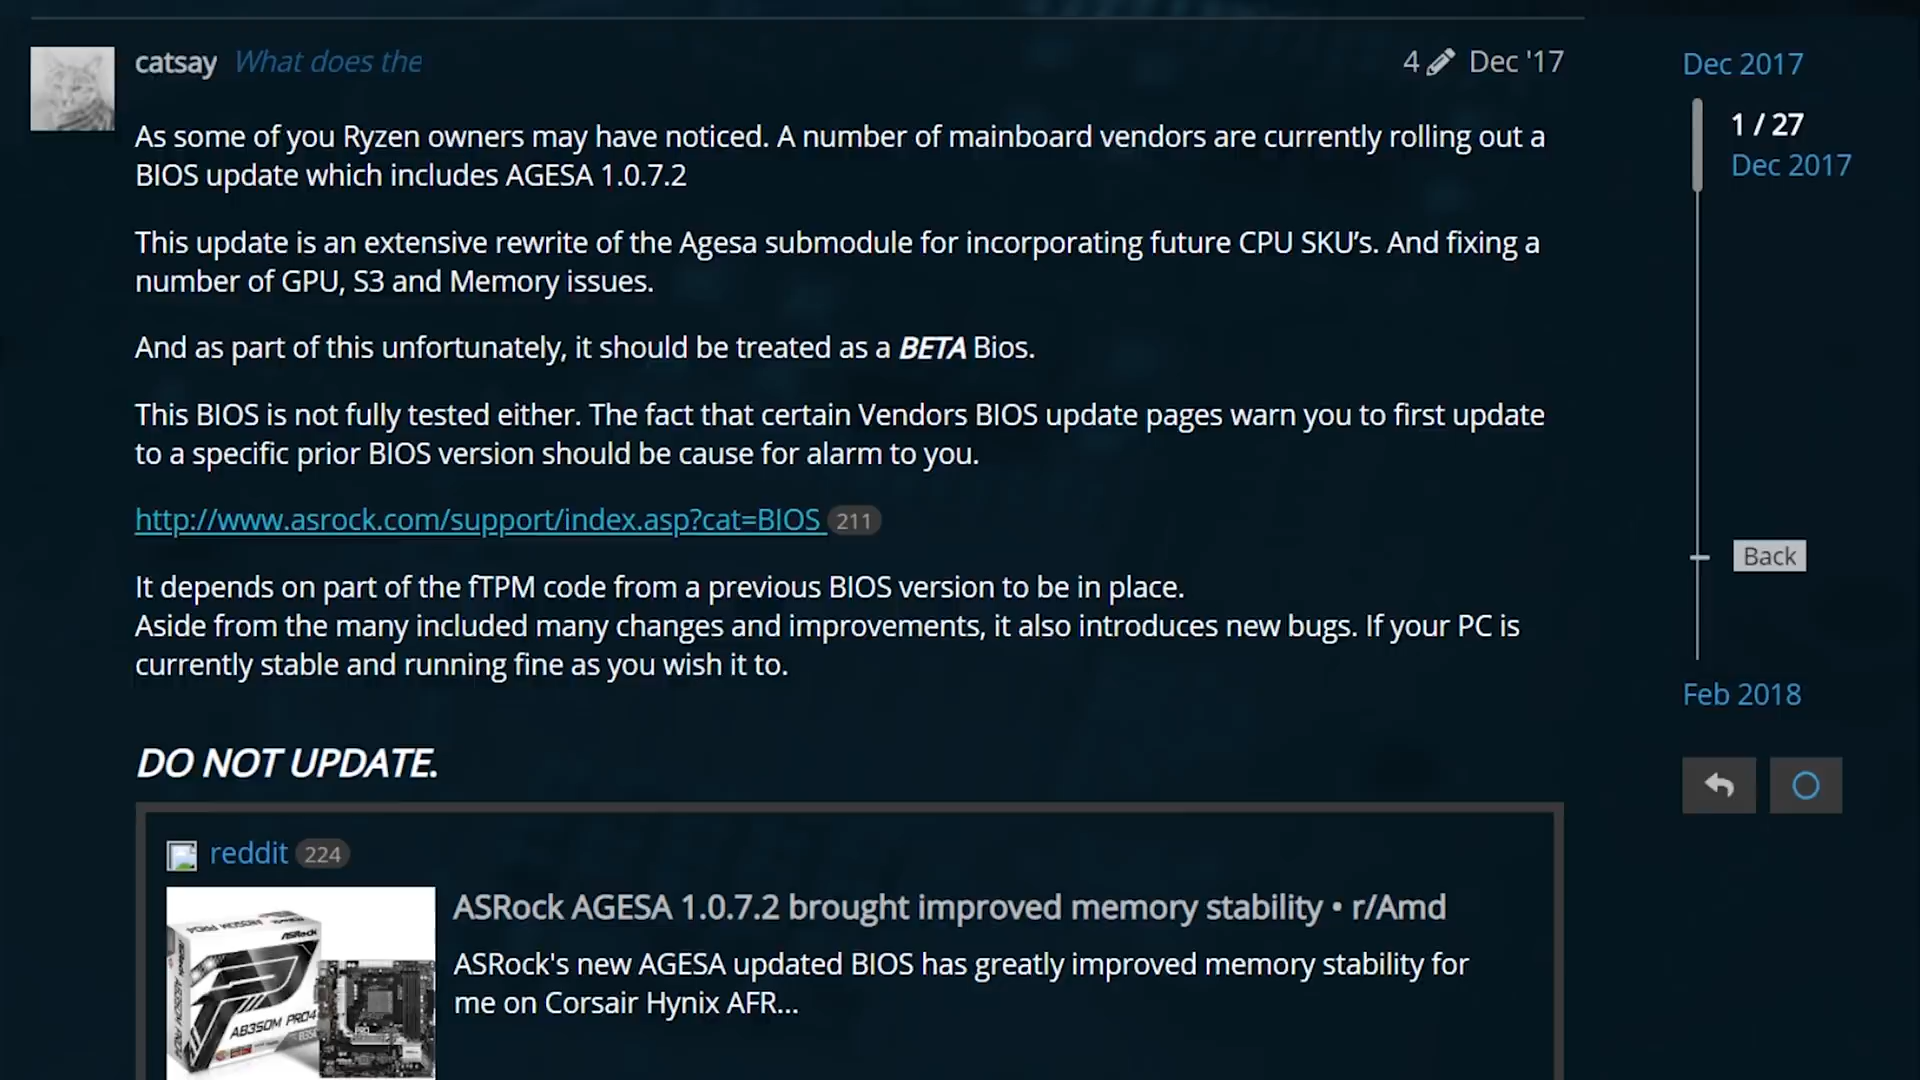 catsay What does the 4 Dec '17
As some of you Ryzen owners may have noticed. A number of mainboard vendors are currently rolling out a
BIOS update which includes AGESA 1.0.7.2
This update is an extensive rewrite of the Agesa submodule for incorporating future CPU SKU’s. And fixing a
number of GPU, S3 and Memory issues.
And as part of this unfortunately, it should be treated as a BETA Bios.
This BIOS is not fully tested either. The fact that certain Vendors BIOS update pages warn you to first update
to a specific prior BIOS version should be cause for alarm to you.
http://www.asrock.com/support/index.asp?cat=BIOS 211
It depends on part of the fTPM code from a previous BIOS version to be in place.
Aside from the many included many changes and improvements, it also introduces new bugs. If your PC is
currently stable and running fine as you wish it to.
DO NOT UPDATE.
reddit 224
ASRock AGESA 1.0.7.2 brought improved memory stability • r/Amd
ASRock's new AGESA updated BIOS has greatly improved memory stability for
me on Corsair Hynix AFR...
ASRock
AB350M PRO4
Dec 2017
1 / 27
Dec 2017
Back
Feb 2018